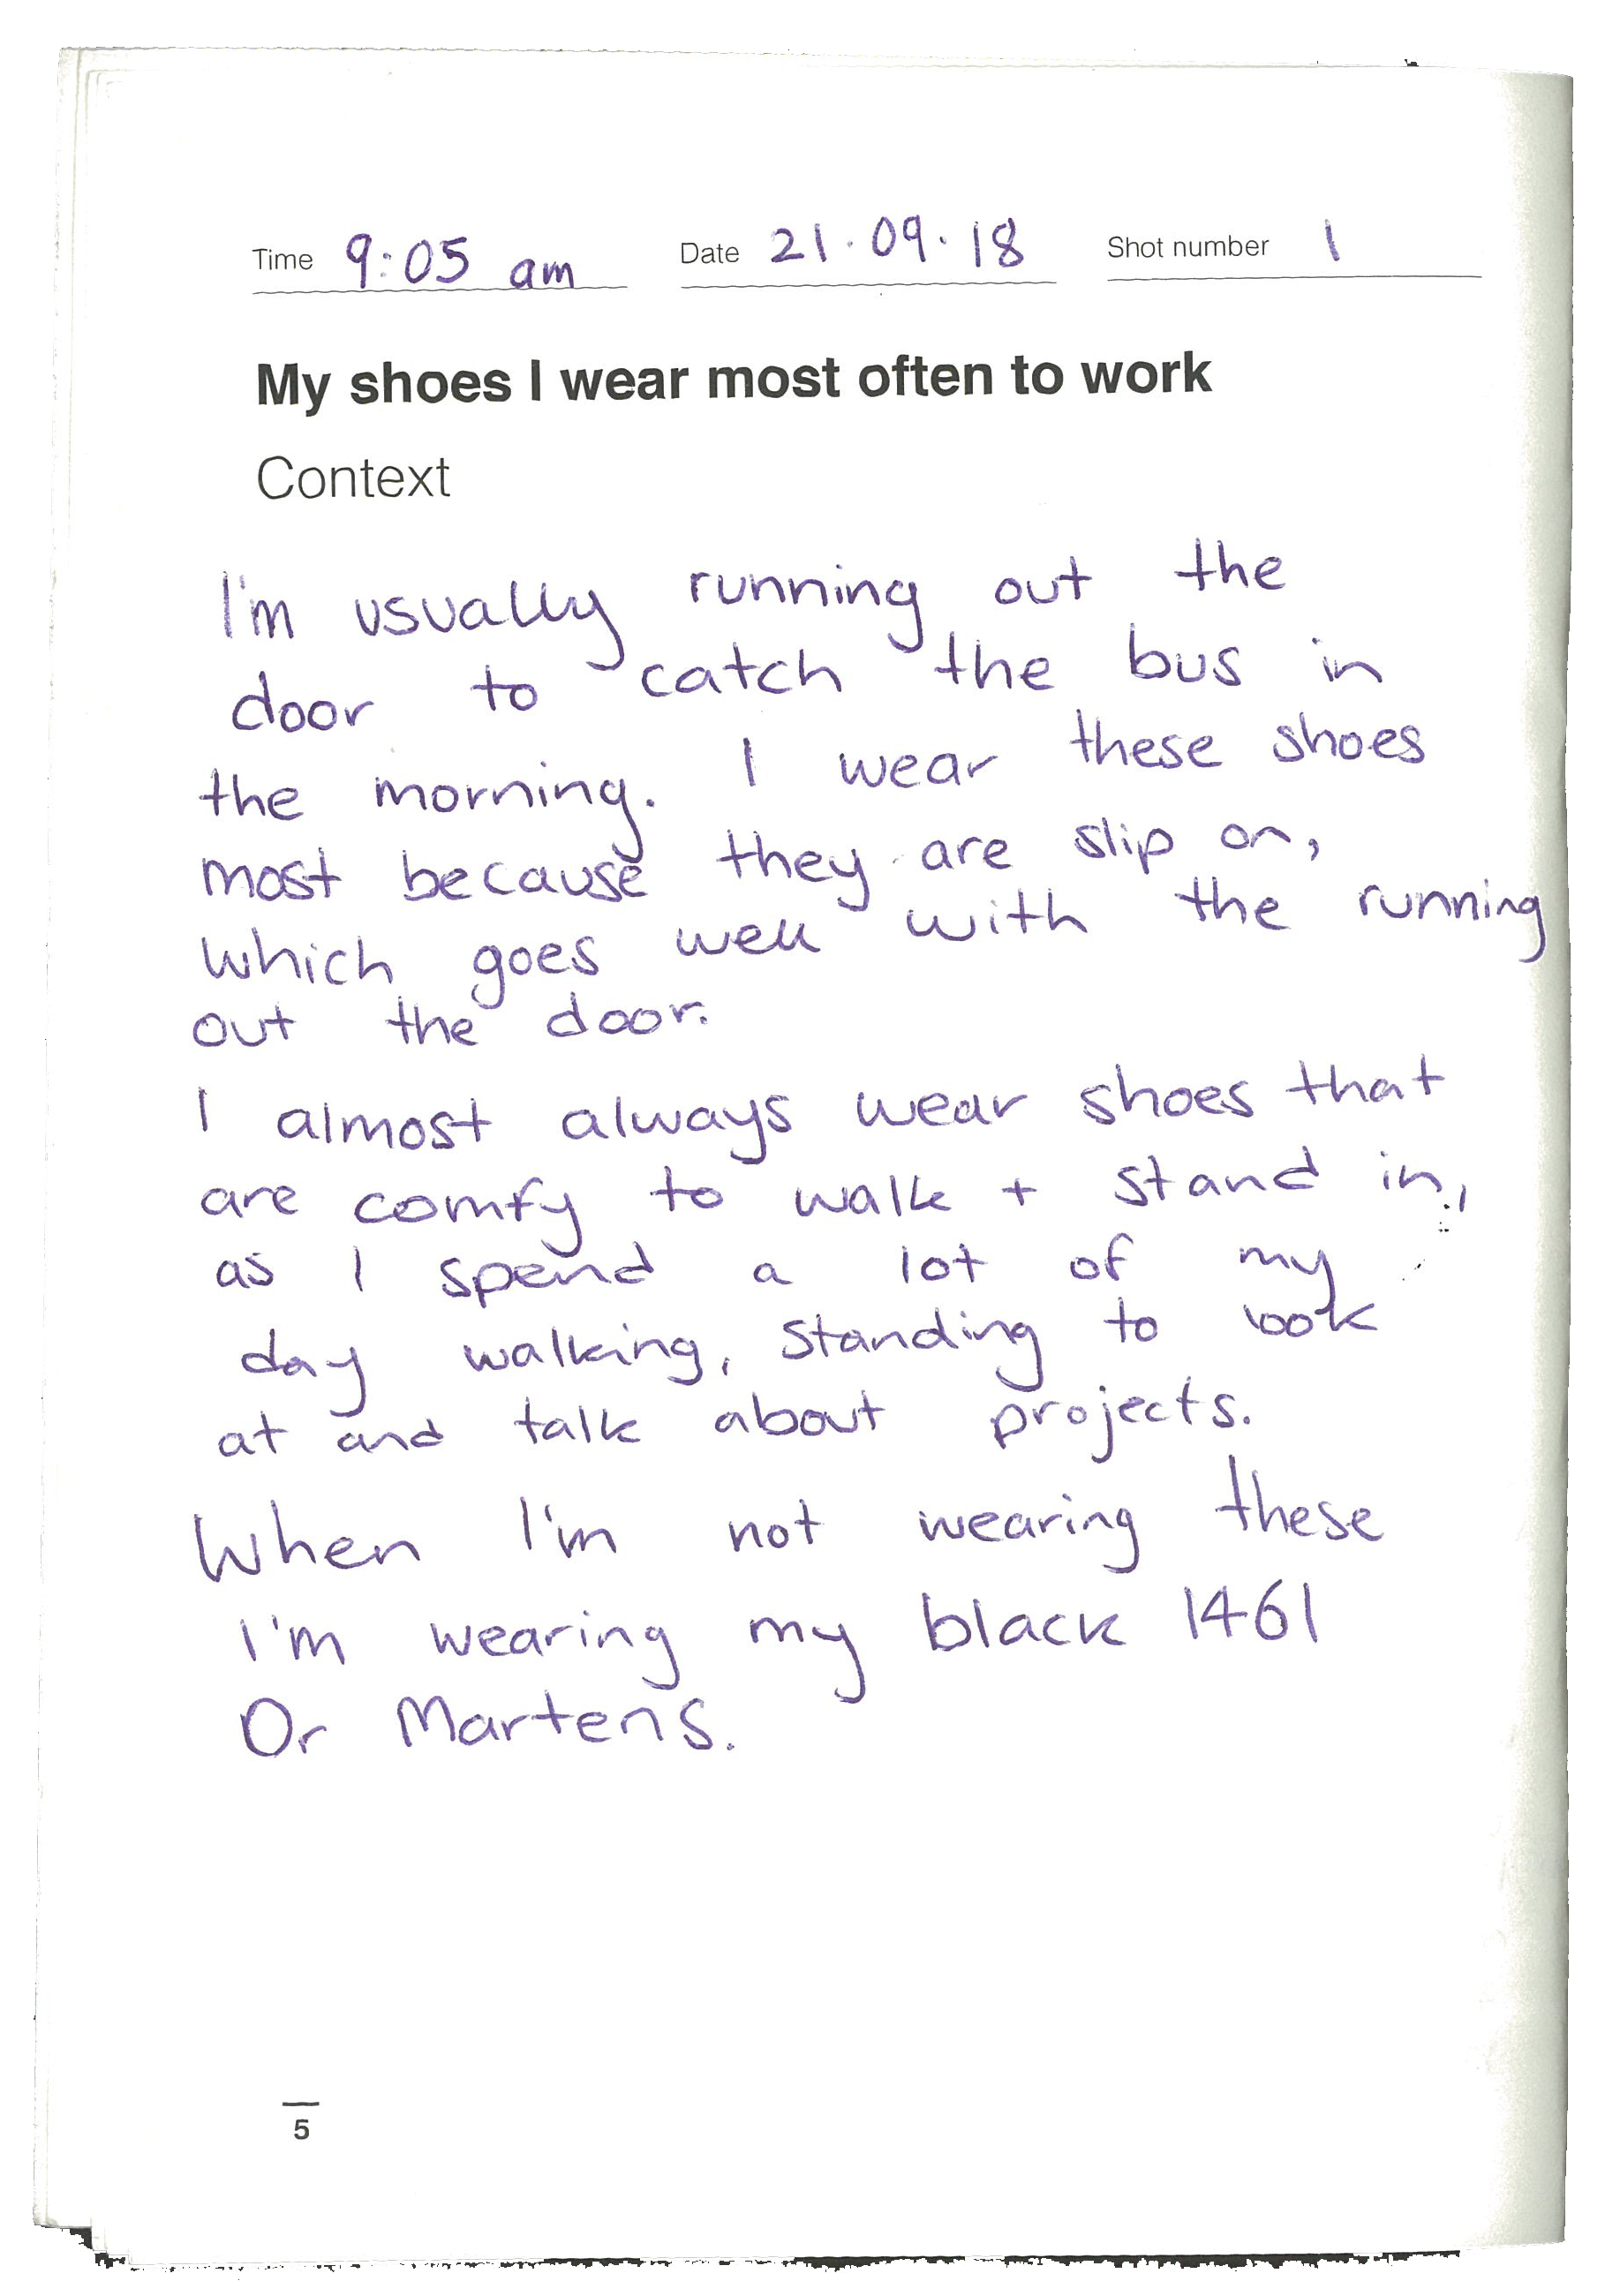 Time 9:05 am Date 21.09.18 Shot number 1
My shoes I wear most often to work
Context
I'm usually running out the
door to catch the bus in
the morning. I wear these shoes
most because they are slip on,
which goes well with the running
out the door.
I almost always wear shoes that
are comfy to walk + stand in,
as I spend a lot of my
day walking, standing to look
at and talk about projects.
When I'm not wearing these
I'm wearing my black 1461
Dr Martens.
5